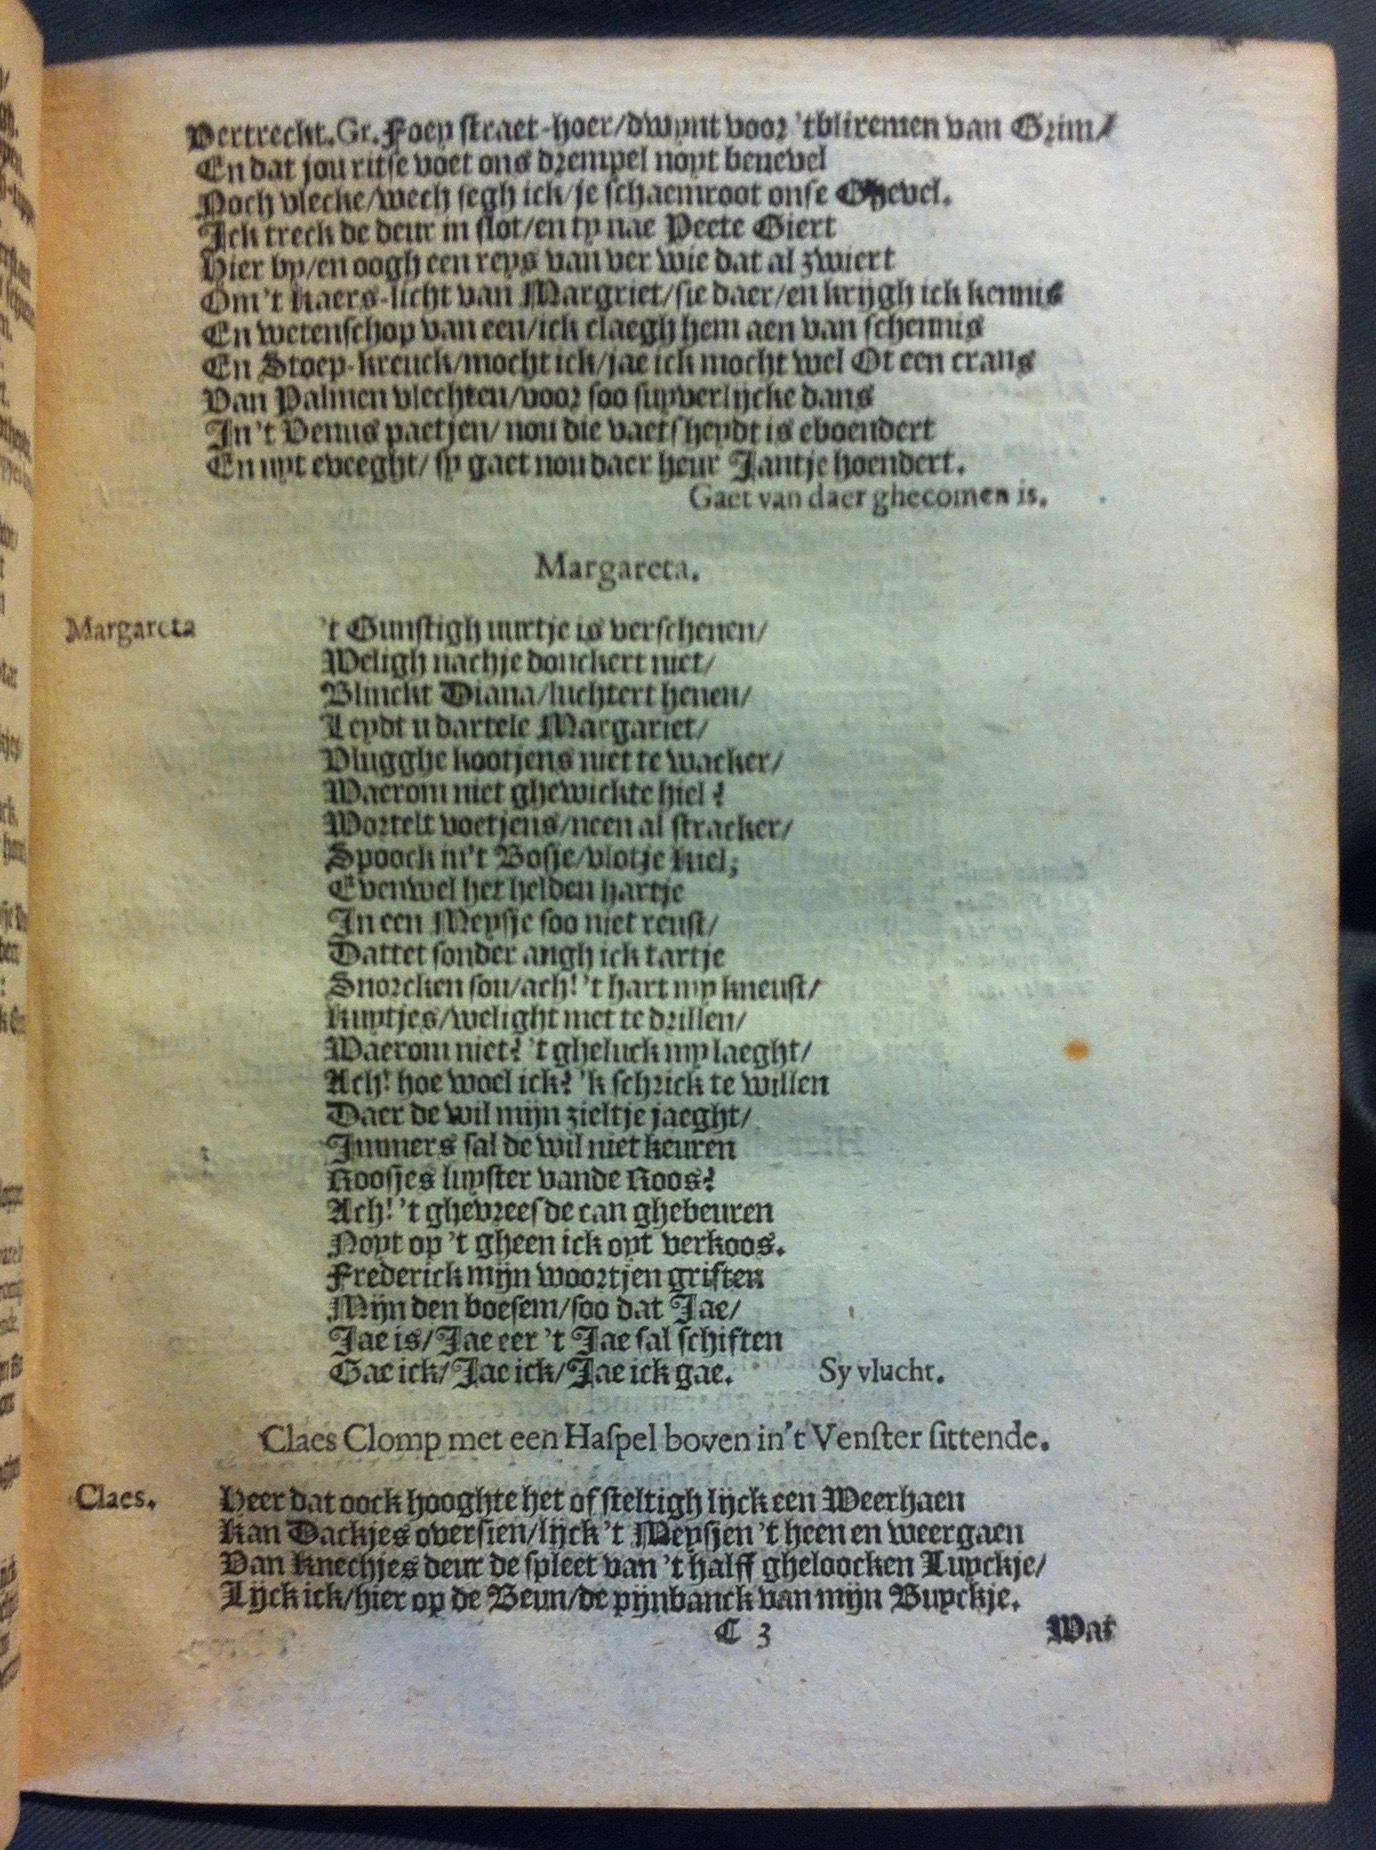 Vertreckt. Gr. Foey straet-hoer/dwynt voor 'tblixemen van Grim/
En dat jou ritse voet ons drempel noyt benevel
Noch vlecke/wech segh ick/je schaemroot onse Ghevel.
Ick treck de deur in slot/en ty nae Peete Giert
Hier by/en oogh een reys van ver wie dat al zwiert
Om 't kaers-licht van Margriet/sie daer/en krijgh ick kennis
En wetenschop van een/ick claegh hem aen van schennis
En Stoep-kreuck/mocht ick/jae ick mocht wel Ot een crans
Van Palmen vlechten/voor soo suyverlijcke dans
In 't Venus paetjen/nou die vaetsheydt is eboendert
En uyt eveeght/sy gaet nou daer heur Jantje hoendert.
Gaet van daer ghecomen is.
Margareta.
Margareta 't Gunstigh uurtje is verschenen/
Weligh nachje donckert niet/
Blinckt Diana/luchtert henen/
Leydt u dartele Margariet/
Vlugghe kootjens niet te wacker/
Waerom niet ghewickte hiel?
Wortelt voetjens/neen al stracker/
Spoock in't Bosje/vlotje kiel;
Evenwel het helden hartje
In een Meysje soo niet reust/
Dattet sonder angh ick tartje
Snorcken sou/ach! 't hart my kneust/
Kuytjes/welight niet te drillen/
Waerom niet? 't gheluck my laeght/
Ach! hoe woel ick? 'k schrick te willen
Daer de wil mijn zieltje jaeght/
Immers sal de wil niet keuren
Roosjes luyster vande Roos?
Ach! 't ghevreesde can ghebeuren
Noyt op 't gheen ick oyt verkoos.
Frederick mijn woortjen griften
Mijn den boesem/soo dat Jae/
Jae is/Jae eer 't Jae sal schiften
Gae ick/Jae ick/Jae ick gae. Sy vlucht.
Claes Clomp met een Haspel boven in't Venster sittende.
Claes. Heer dat oock hooghte het of steltigh lijck een Weerhaen
Kan Dackjes oversien/lijck 't Meysjen 't heen en weergaen
Van Knechjes deur de spleet van 't halff gheloocken Luyckje/
Lijck ick/hier op de Beun/de pijnbanck van mijn Buyckje.
C 3 Wat